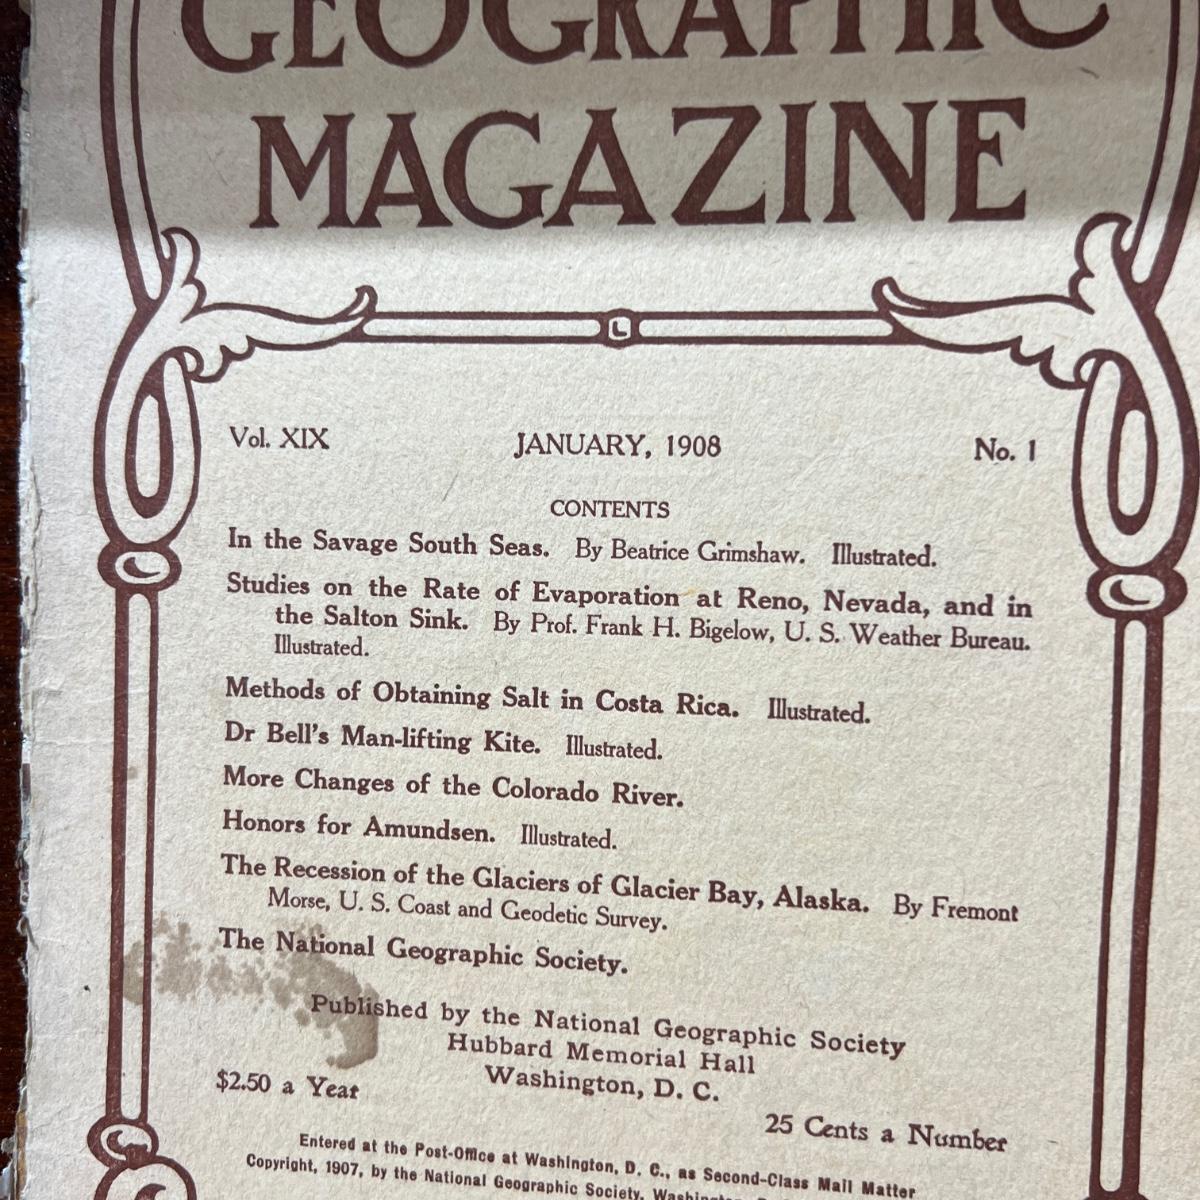 GEOGRAPHIC
MAGAZINE
L
Vol. XIX JANUARY, 1908 No. 1
CONTENTS
In the Savage South Seas. By Beatrice Grimshaw. Illustrated.
Studies on the Rate of Evaporation at Reno, Nevada, and in
the Salton Sink. By Prof. Frank H. Bigelow, U. S. Weather Bureau.
Illustrated.
Methods of Obtaining Salt in Costa Rica. Illustrated.
Dr Bell's Man-lifting Kite. Illustrated.
More Changes of the Colorado River.
Honors for Amundsen. Illustrated.
The Recession of the Glaciers of Glacier Bay, Alaska. By Fremont
Morse, U. S. Coast and Geodetic Survey.
The National Geographic Society.
Published by the National Geographic Society
Hubbard Memorial Hall
Washington, D. C.
$2.50 a Year
25 Cents a Number
Entered at the Post-Office at Washington, D. C., as Second-Class Mail Matter
Copyright, 1907, by the National Geographic Society,